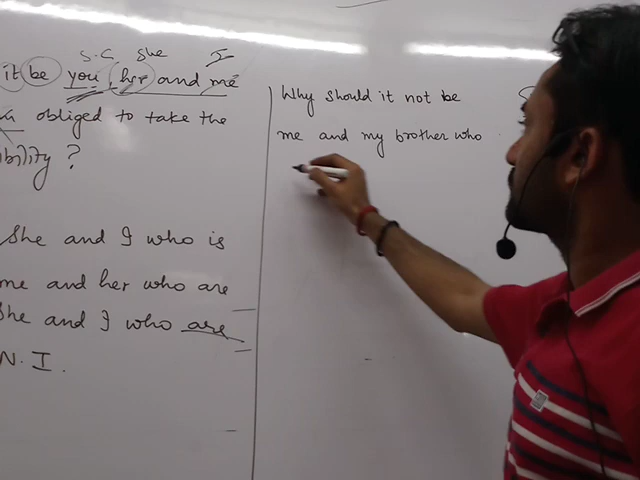 S.C she I
it be you, her and me
obliged to take the
bility ?
She and I who is
me and her who are
She and I who are
N. I.
Why should it not be
me and my brother who